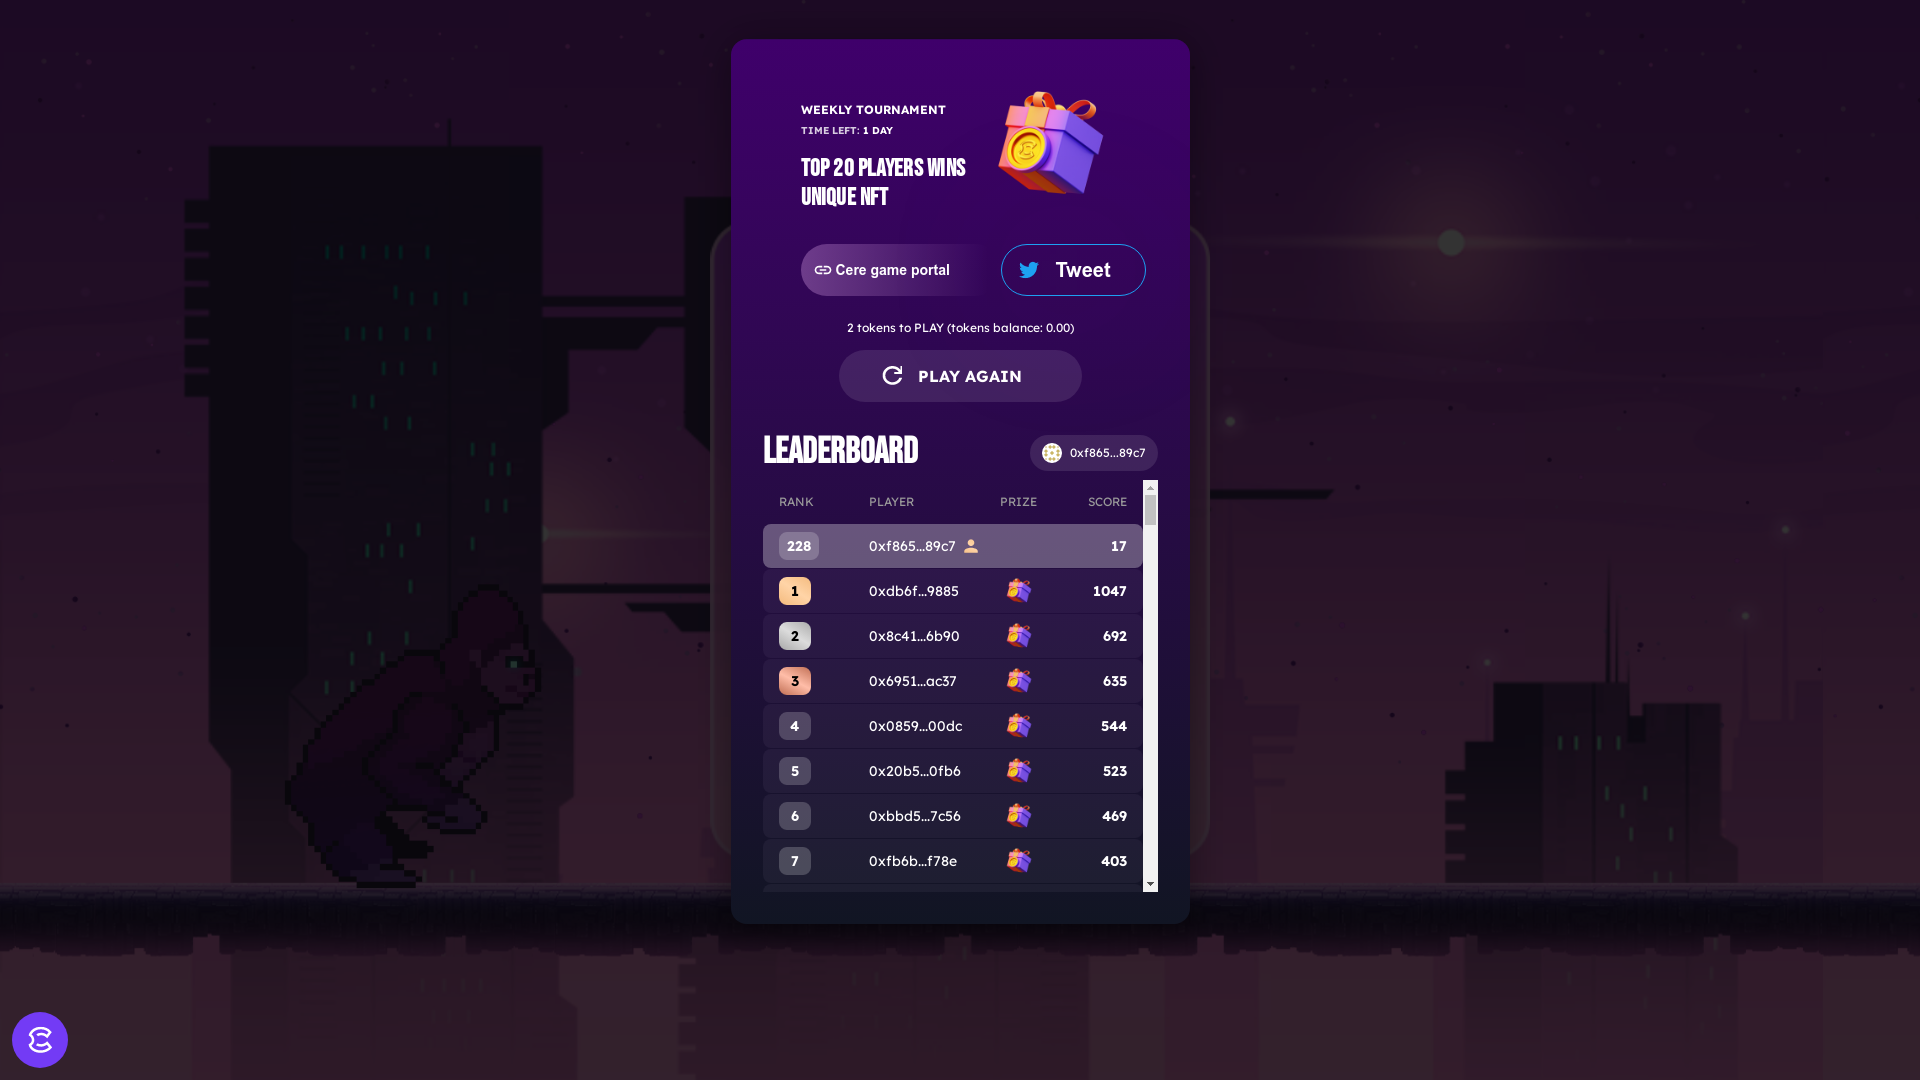 WEEKLY TOURNAMENT
TIME LEFT: 1 DAY
TOP 20 PLAYERS WINS
UNIQUE NFT
Cere game portal
Tweet
2 tokens to PLAY (tokens balance: 0.00)
PLAY AGAIN
LEADERBOARD
0xf865...89c7
RANK PLAYER PRIZE SCORE
228 0xf865...89c7 17
1 0xdb6f...9885 1047
2 0x8c41...6b90 692
3 0x6951...ac37 635
4 0x0859...00dc 544
5 0x20b5...0fb6 523
6 0xbbd5...7c56 469
7 0xfb6b...f78e 403